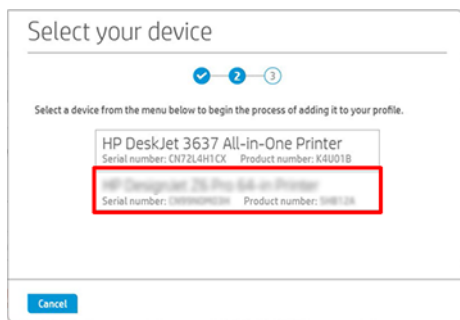 Select your device
2
3
Select a device from the menu below to begin the process of adding it to your profile.
HP DeskJet 3637 All-in-One Printer
Serial number: CN72L4H1CX Product number: K4U01B
Serial number: Product number:
Cancel